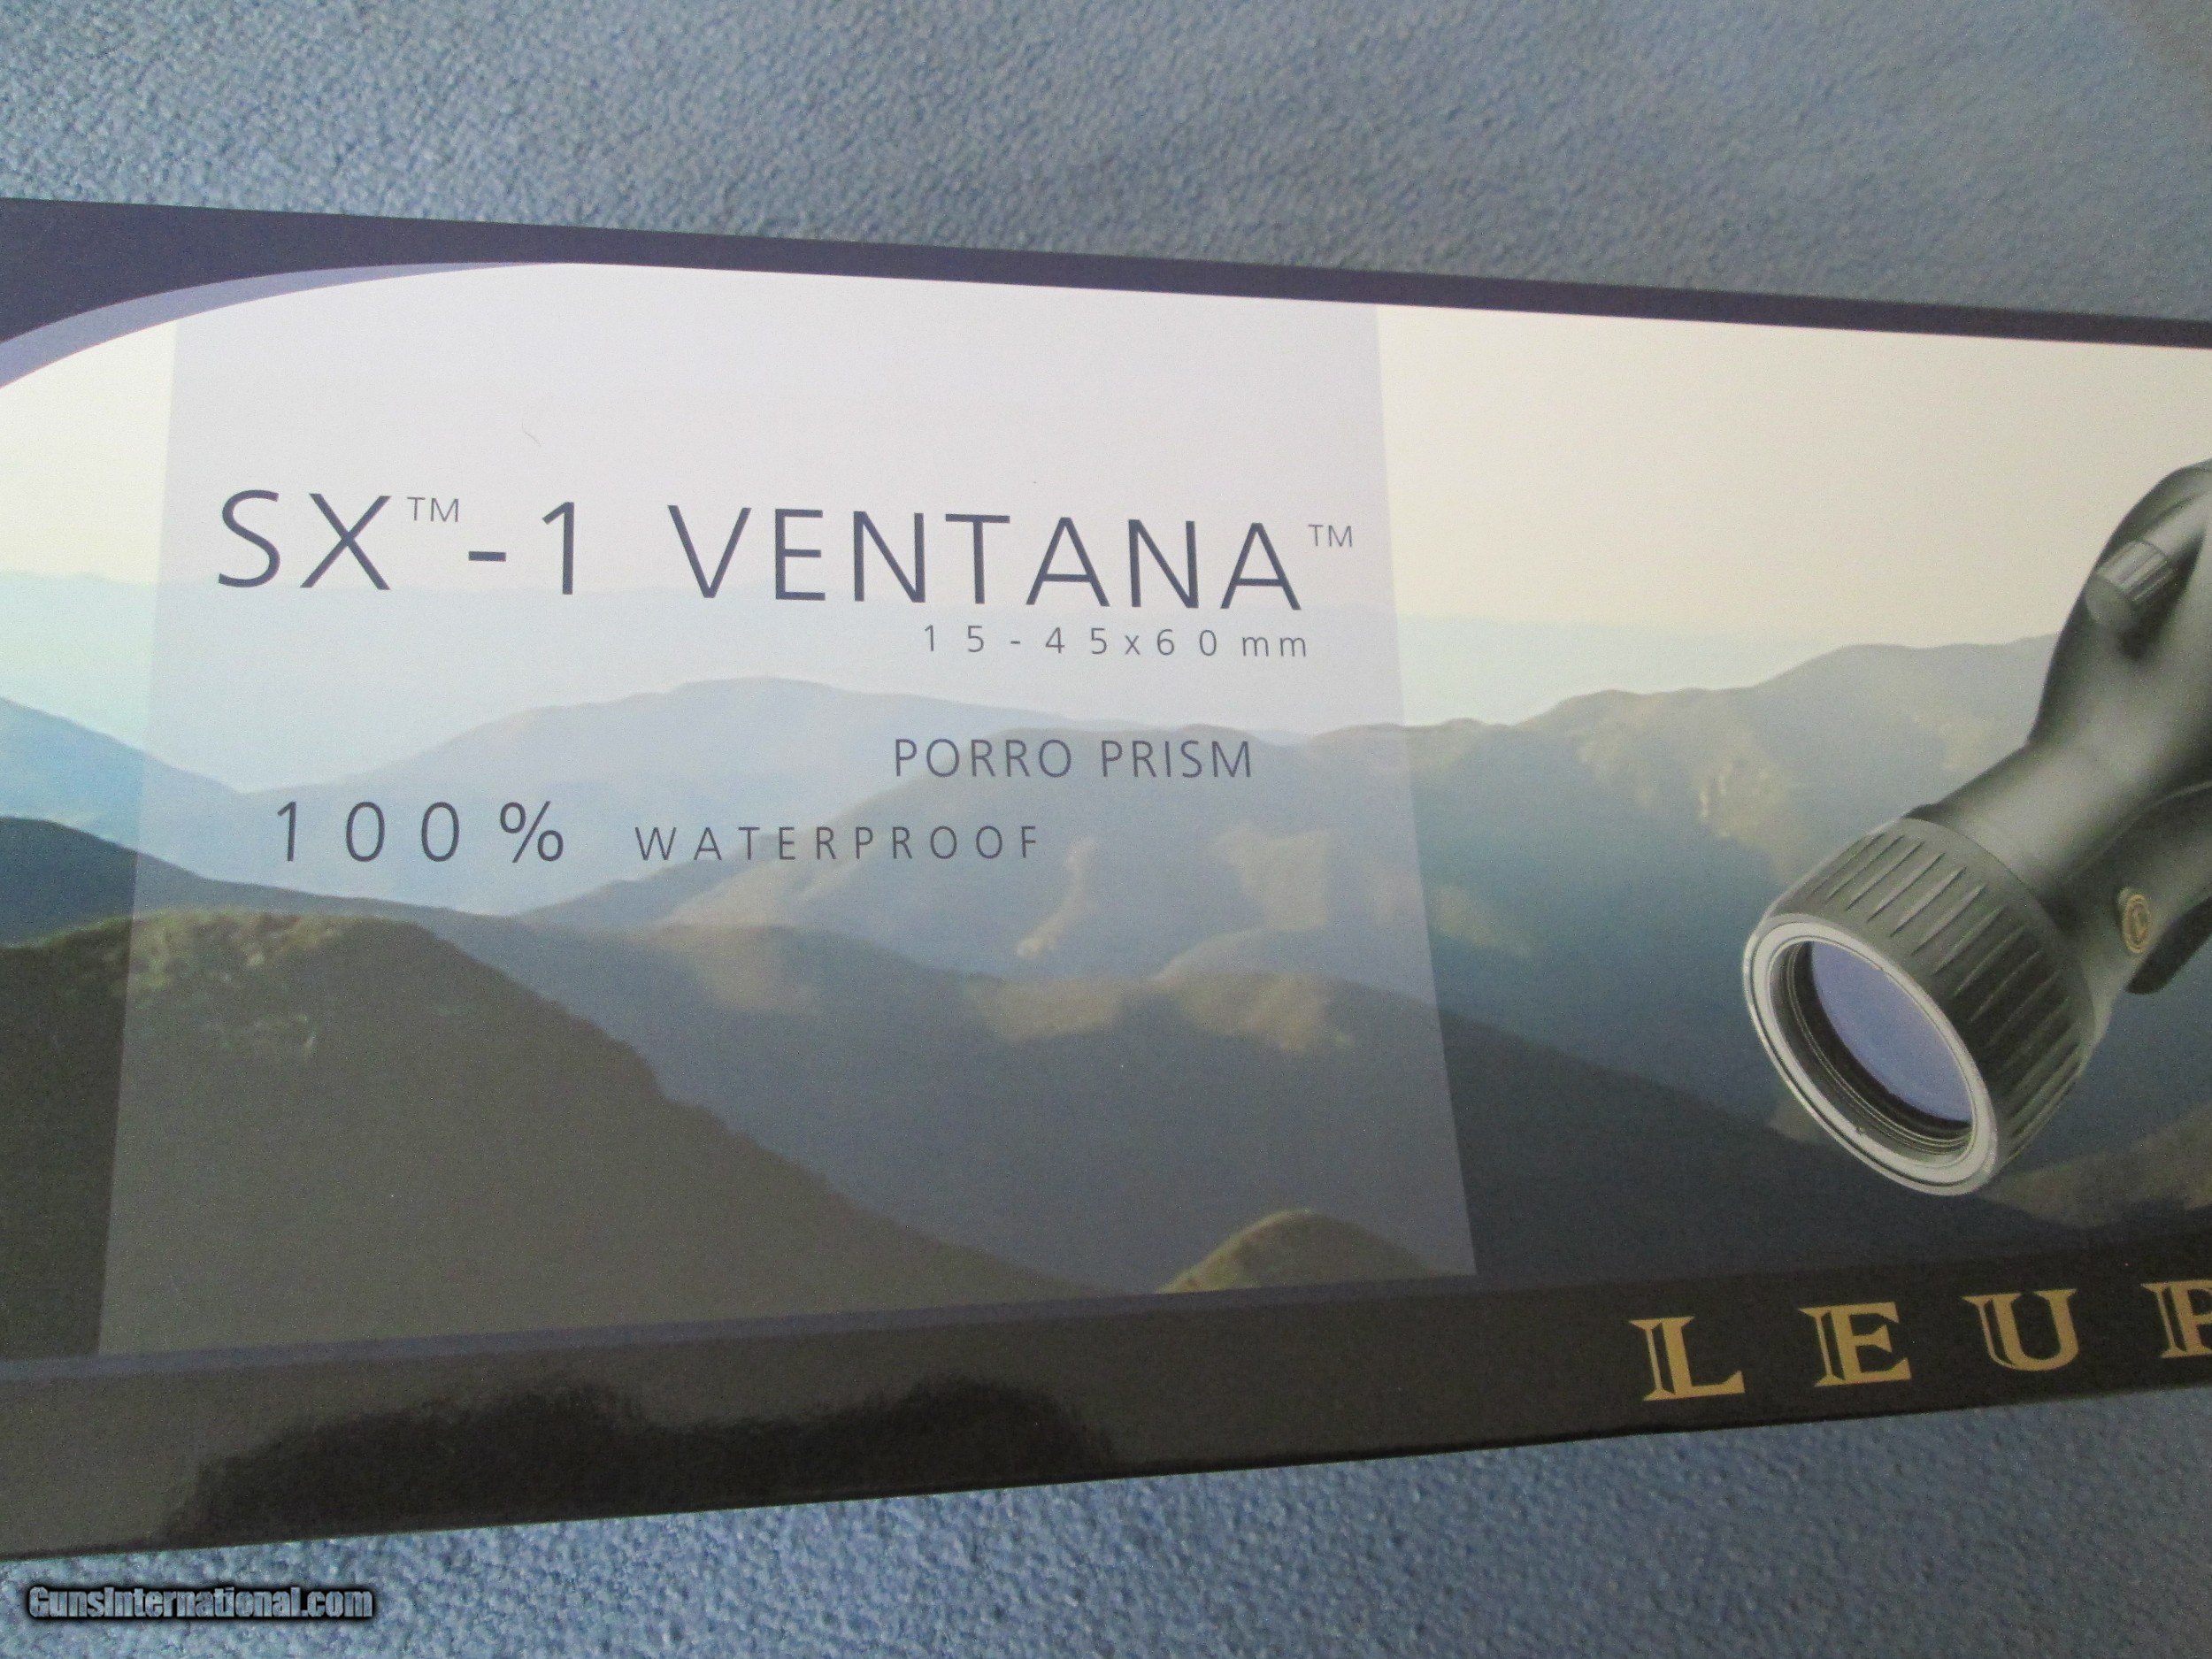 SX™-1 VENTANA™
15-45x60mm
PORRO PRISM
100% WATERPROOF
LEUP
GunsInternational.com